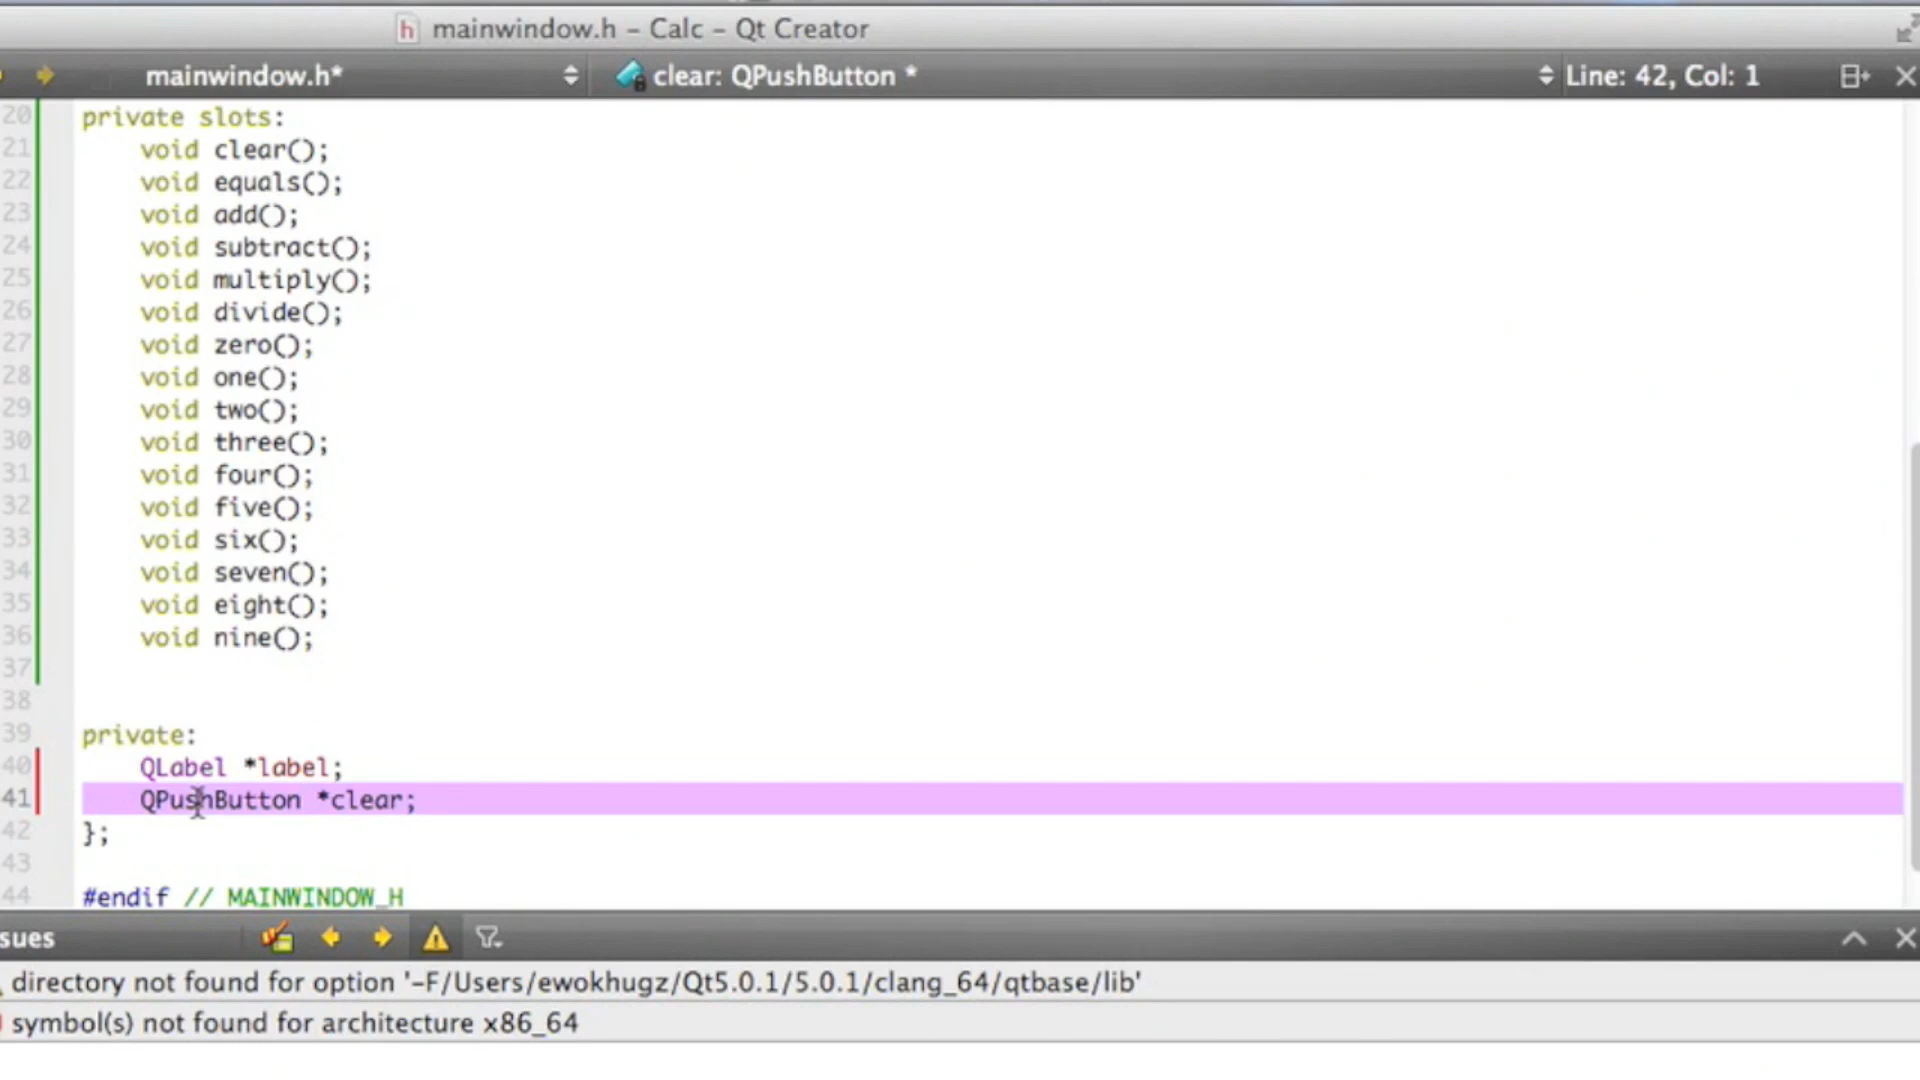 mainwindow.h – Calc – Qt Creator
mainwindow.h*
clear: QPushButton *
Line: 42, Col: 1
20 private slots:
21 void clear();
22 void equals();
23 void add();
24 void subtract();
25 void multiply();
26 void divide();
27 void zero();
28 void one();
29 void two();
30 void three();
31 void four();
32 void five();
33 void six();
34 void seven();
35 void eight();
36 void nine();
37
38
39 private:
40 QLabel *label;
41 QPushButton *clear;
42 };
43
44 #endif // MAINWINDOW_H
sues
directory not found for option '-F/Users/ewokhugz/Qt5.0.1/5.0.1/clang_64/qtbase/lib'
symbol(s) not found for architecture x86_64